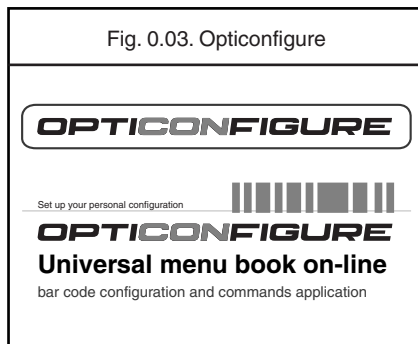 Fig. 0.03. Opticonfigure
OPTICONFIGURE
Set up your personal configuration
OPTICONFIGURE
Universal menu book on-line
bar code configuration and commands application